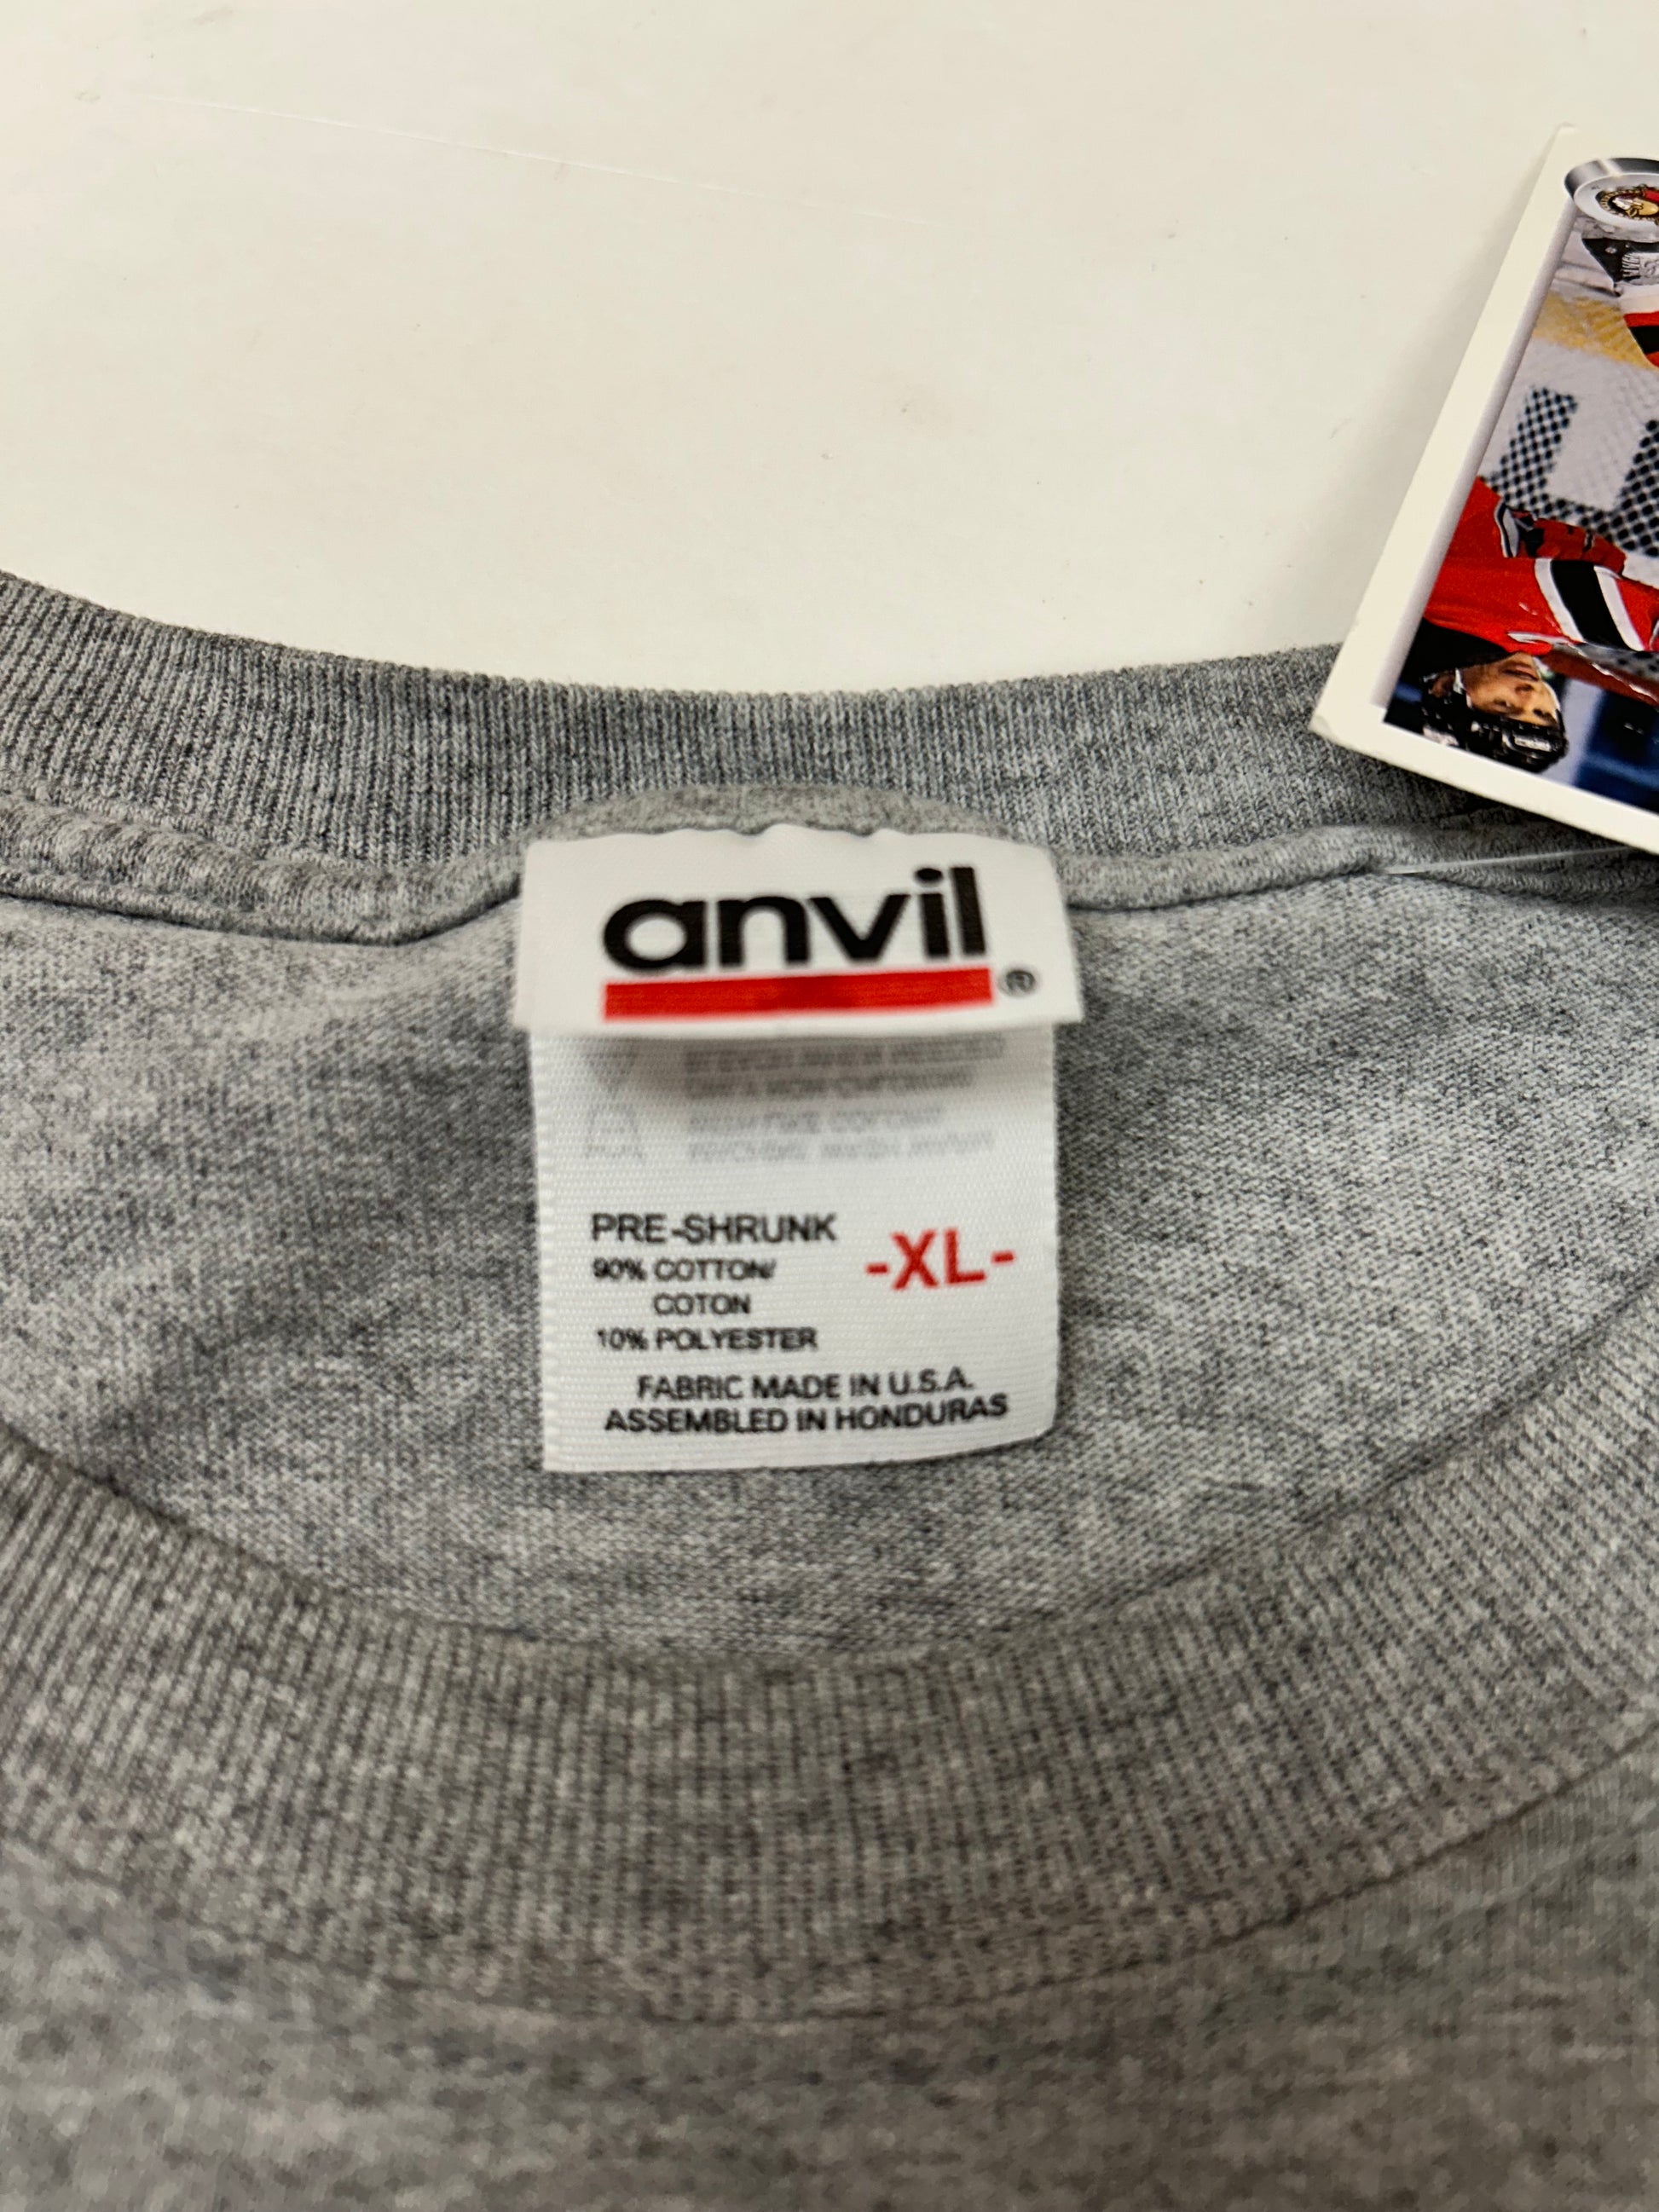 anvil
®
PRE-SHRUNK
-XL-
90% COTTON/
COTON
10% POLYESTER
FABRIC MADE IN U.S.A.
ASSEMBLED IN HONDURAS